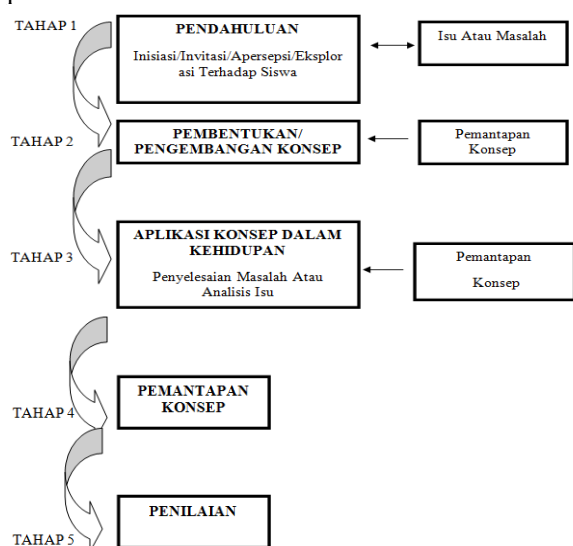 TAHAP 1
PENDAHULUAN
Inisiasi/Invitasi/Apersepsi/Eksplor
asi Terhadap Siswa
Isu Atau Masalah
TAHAP 2
PEMBENTUKAN/
PENGEMBANGAN KONSEP
Pemantapan
Konsep
TAHAP 3
APLIKASI KONSEP DALAM
KEHIDUPAN
Penyelesaian Masalah Atau
Analisis Isu
Pemantapan
Konsep
TAHAP 4
PEMANTAPAN
KONSEP
TAHAP 5
PENILAIAN